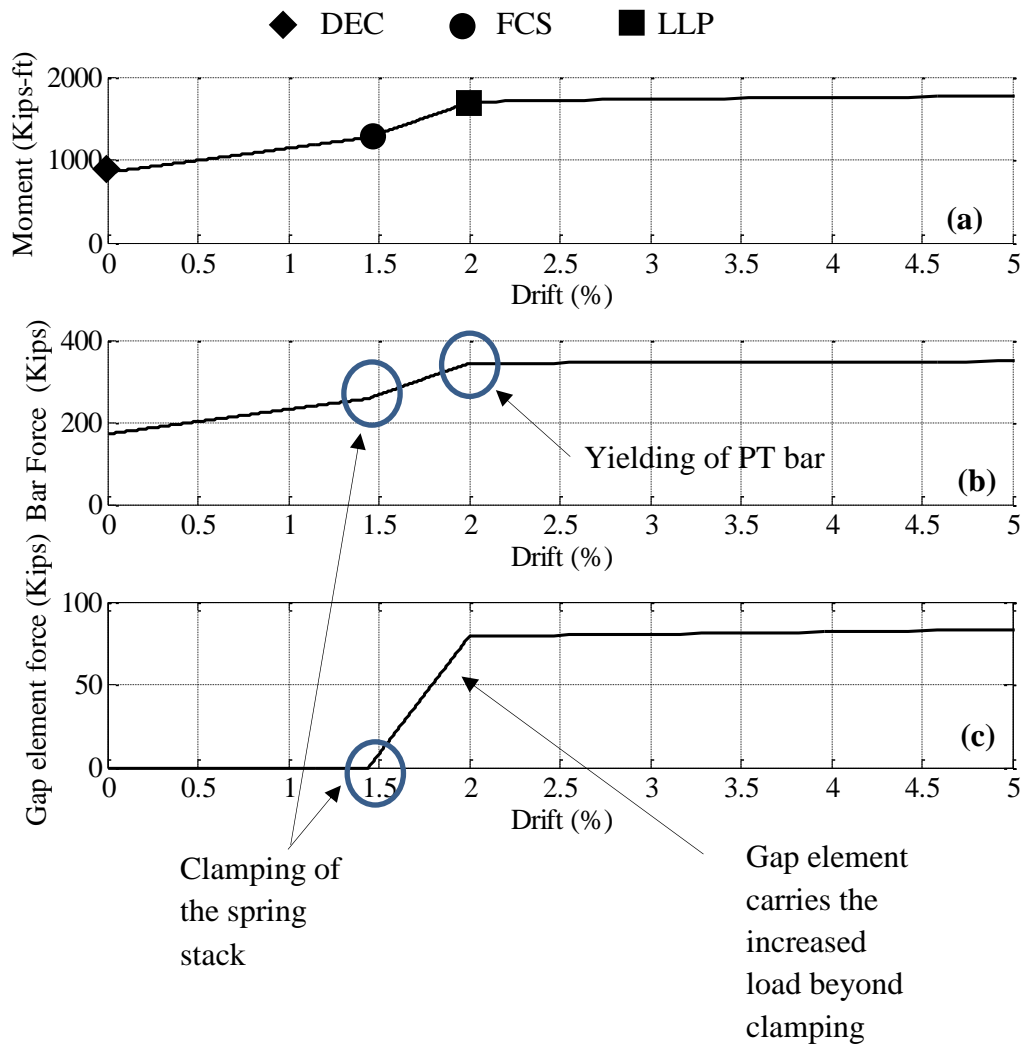 DEC FCS LLP
Moment (Kips-ft)
2000
1000
0
(a)
0 0.5 1 1.5 2 2.5 3 3.5 4 4.5 5
Drift (%)
Bar Force (Kips)
400
200
0
Yielding of PT bar
(b)
0 0.5 1 1.5 2 2.5 3 3.5 4 4.5 5
Drift (%)
Gap element force (Kips)
100
50
0
(c)
0 0.5 1 1.5 2 2.5 3 3.5 4 4.5 5
Drift (%)
Clamping of
the spring
stack
Gap element
carries the
increased
load beyond
clamping